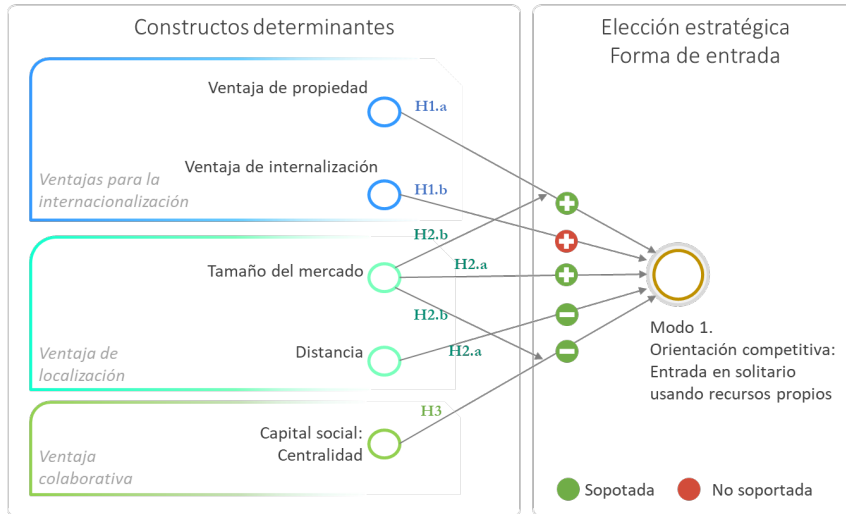 Constructos determinantes
Elección estratégica
Forma de entrada
Ventaja de propiedad
H1.a
Ventaja de internalización
H1.b
Ventajas para la
internacionalización
H2.b
Tamaño del mercado
H2.a
H2.b
Distancia
H2.a
Ventaja de
localización
H3
Capital social:
Centralidad
Ventaja
colaborativa
Modo 1.
Orientación competitiva:
Entrada en solitario
usando recursos propios
Sopotada
No soportada